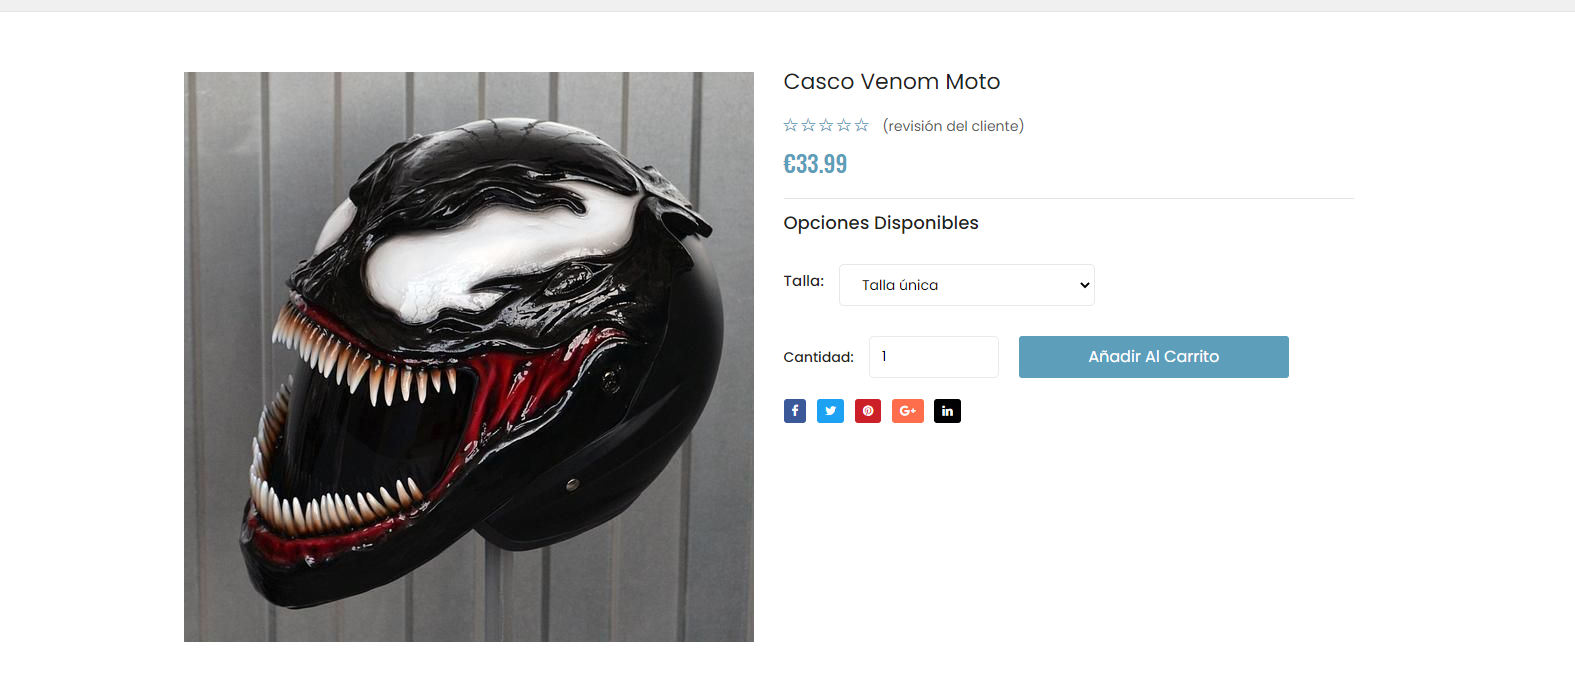 Casco Venom Moto
☆☆☆☆☆ (revisión del cliente)
€33.99
Opciones Disponibles
Talla: Talla única
Cantidad: 1 Añadir Al Carrito
f G+ in